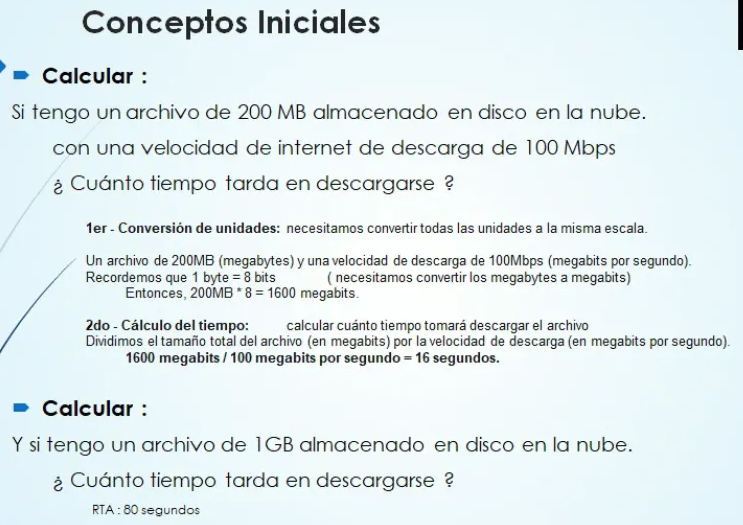 Conceptos Iniciales
Calcular :
Si tengo un archivo de 200 MB almacenado en disco en la nube.
con una velocidad de internet de descarga de 100 Mbps
¿ Cuánto tiempo tarda en descargarse ?
1er - Conversión de unidades: necesitamos convertir todas las unidades a la misma escala.
Un archivo de 200MB (megabytes) y una velocidad de descarga de 100Mbps (megabits por segundo).
Recordemos que 1 byte = 8 bits ( necesitamos convertir los megabytes a megabits)
Entonces, 200MB * 8 = 1600 megabits.
2do - Cálculo del tiempo: calcular cuánto tiempo tomará descargar el archivo
Dividimos el tamaño total del archivo (en megabits) por la velocidad de descarga (en megabits por segundo).
1600 megabits / 100 megabits por segundo = 16 segundos.
Calcular :
Y si tengo un archivo de 1GB almacenado en disco en la nube.
¿ Cuánto tiempo tarda en descargarse ?
RTA : 80 segundos